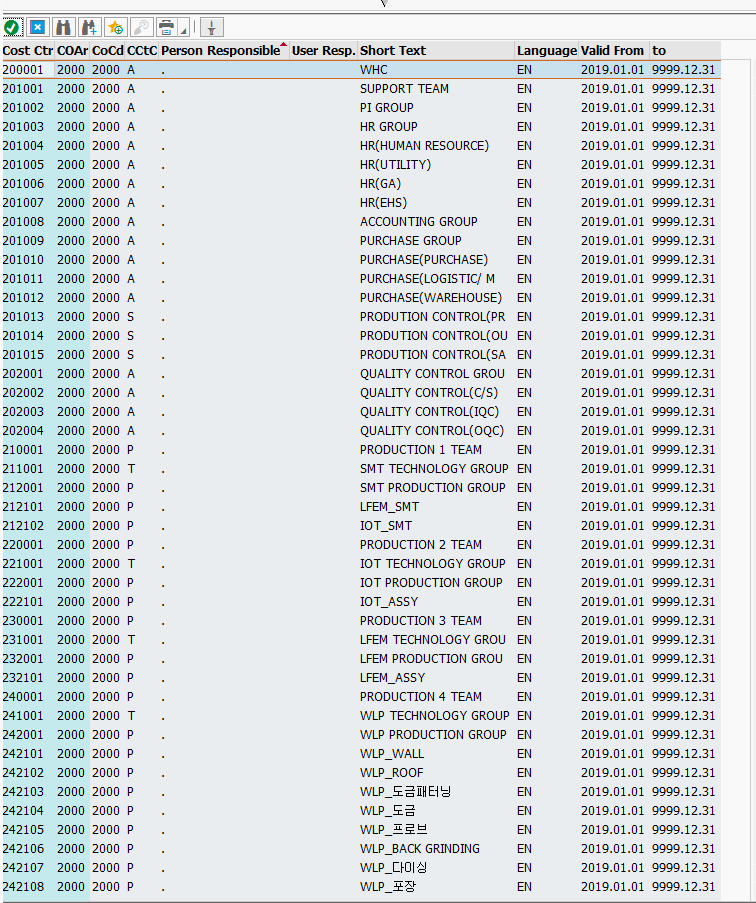 Cost Ctr COAr CoCd CCtC Person Responsible User Resp. Short Text Language Valid From to
200001 2000 2000 A . WHC EN 2019.01.01 9999.12.31
201001 2000 2000 A . SUPPORT TEAM EN 2019.01.01 9999.12.31
201002 2000 2000 A . PI GROUP EN 2019.01.01 9999.12.31
201003 2000 2000 A . HR GROUP EN 2019.01.01 9999.12.31
201004 2000 2000 A . HR(HUMAN RESOURCE) EN 2019.01.01 9999.12.31
201005 2000 2000 A . HR(UTILITY) EN 2019.01.01 9999.12.31
201006 2000 2000 A . HR(GA) EN 2019.01.01 9999.12.31
201007 2000 2000 A . HR(EHS) EN 2019.01.01 9999.12.31
201008 2000 2000 A . ACCOUNTING GROUP EN 2019.01.01 9999.12.31
201009 2000 2000 A . PURCHASE GROUP EN 2019.01.01 9999.12.31
201010 2000 2000 A . PURCHASE(PURCHASE) EN 2019.01.01 9999.12.31
201011 2000 2000 A . PURCHASE(LOGISTIC/ M EN 2019.01.01 9999.12.31
201012 2000 2000 A . PURCHASE(WAREHOUSE) EN 2019.01.01 9999.12.31
201013 2000 2000 S . PRODUTION CONTROL(PR EN 2019.01.01 9999.12.31
201014 2000 2000 S . PRODUTION CONTROL(OU EN 2019.01.01 9999.12.31
201015 2000 2000 S . PRODUTION CONTROL(SA EN 2019.01.01 9999.12.31
202001 2000 2000 A . QUALITY CONTROL GROU EN 2019.01.01 9999.12.31
202002 2000 2000 A . QUALITY CONTROL(C/S) EN 2019.01.01 9999.12.31
202003 2000 2000 A . QUALITY CONTROL(IQC) EN 2019.01.01 9999.12.31
202004 2000 2000 A . QUALITY CONTROL(OQC) EN 2019.01.01 9999.12.31
210001 2000 2000 P . PRODUCTION 1 TEAM EN 2019.01.01 9999.12.31
211001 2000 2000 T . SMT TECHNOLOGY GROUP EN 2019.01.01 9999.12.31
212001 2000 2000 P . SMT PRODUCTION GROUP EN 2019.01.01 9999.12.31
212101 2000 2000 P . LFEM_SMT EN 2019.01.01 9999.12.31
212102 2000 2000 P . IOT_SMT EN 2019.01.01 9999.12.31
220001 2000 2000 P . PRODUCTION 2 TEAM EN 2019.01.01 9999.12.31
221001 2000 2000 T . IOT TECHNOLOGY GROUP EN 2019.01.01 9999.12.31
222001 2000 2000 P . IOT PRODUCTION GROUP EN 2019.01.01 9999.12.31
222101 2000 2000 P . IOT_ASSY EN 2019.01.01 9999.12.31
230001 2000 2000 P . PRODUCTION 3 TEAM EN 2019.01.01 9999.12.31
231001 2000 2000 T . LFEM TECHNOLOGY GROU EN 2019.01.01 9999.12.31
232001 2000 2000 P . LFEM PRODUCTION GROU EN 2019.01.01 9999.12.31
232101 2000 2000 P . LFEM_ASSY EN 2019.01.01 9999.12.31
240001 2000 2000 P . PRODUCTION 4 TEAM EN 2019.01.01 9999.12.31
241001 2000 2000 T . WLP TECHNOLOGY GROUP EN 2019.01.01 9999.12.31
242001 2000 2000 P . WLP PRODUCTION GROUP EN 2019.01.01 9999.12.31
242101 2000 2000 P . WLP_WALL EN 2019.01.01 9999.12.31
242102 2000 2000 P . WLP_ROOF EN 2019.01.01 9999.12.31
242103 2000 2000 P . WLP_도금패터닝 EN 2019.01.01 9999.12.31
242104 2000 2000 P . WLP_도금 EN 2019.01.01 9999.12.31
242105 2000 2000 P . WLP_프로브 EN 2019.01.01 9999.12.31
242106 2000 2000 P . WLP_BACK GRINDING EN 2019.01.01 9999.12.31
242107 2000 2000 P . WLP_다이싱 EN 2019.01.01 9999.12.31
242108 2000 2000 P . WLP_포장 EN 2019.01.01 9999.12.31